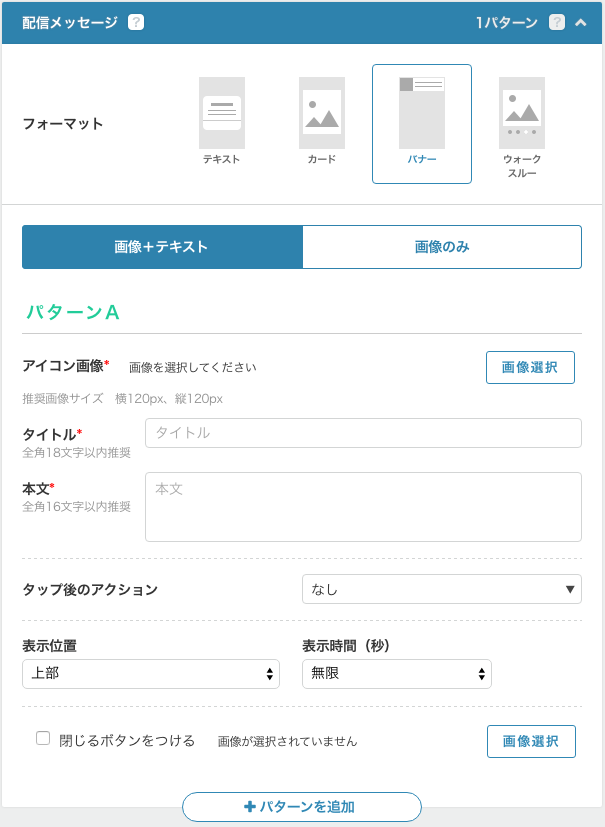 配信メッセージ ?
1パターン ?
フォーマット
テキスト
カード
バナー
ウォーク
スルー
画像＋テキスト
画像のみ
パターンA
アイコン画像* 画像を選択してください 画像選択
推奨画像サイズ 横120px、縦120px
タイトル* タイトル
全角18文字以内推奨
本文* 本文
全角16文字以内推奨
タップ後のアクション なし
表示位置 表示時間（秒）
上部 無限
閉じるボタンをつける 画像が選択されていません 画像選択
パターンを追加